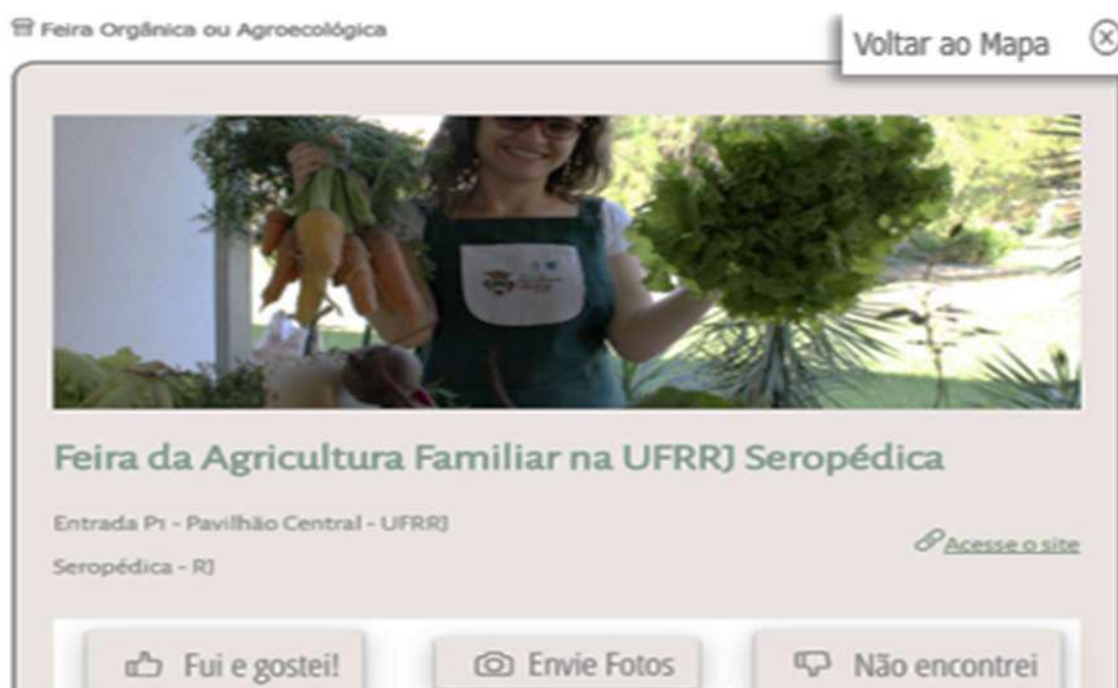 Feira Orgânica ou Agroecológica
Voltar ao Mapa
Feira da Agricultura Familiar na UFRRJ Seropédica
Entrada P1 - Pavilhão Central - UFRRJ
Acesse o site
Seropédica - RJ
Fui e gostei!
Envie Fotos
Não encontrei